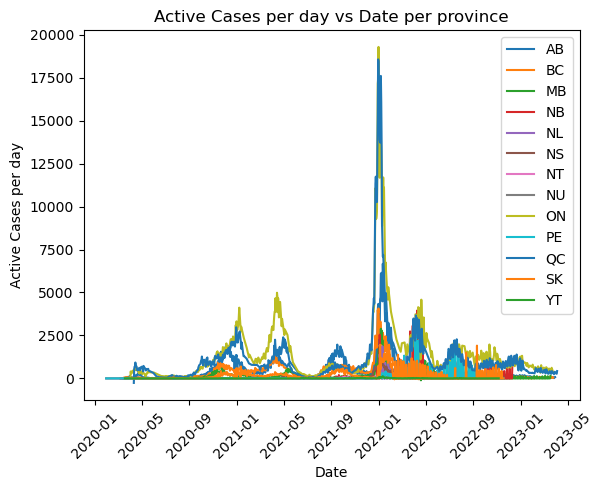 Active Cases per day vs Date per province
20000
17500
15000
12500
10000
7500
5000
2500
0
Active Cases per day
AB
BC
MB
NB
NL
NS
NT
NU
ON
PE
QC
SK
YT
2020-01
2020-05
2020-09
2021-01
2021-05
2021-09
2022-01
2022-05
2022-09
2023-01
2023-05
Date